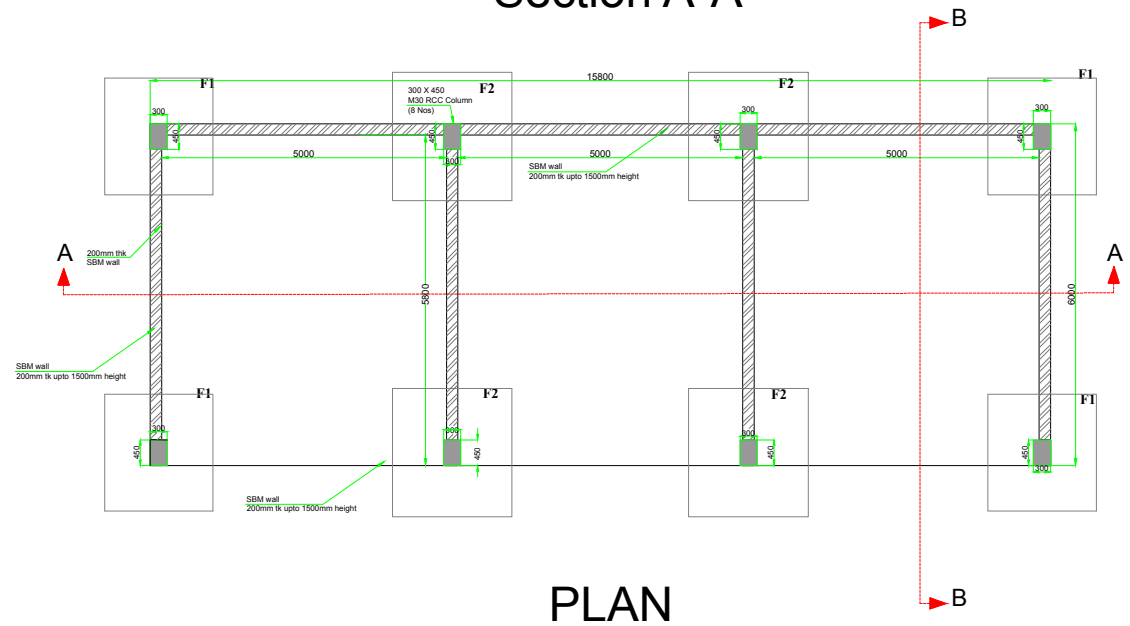 Section A-A
B
F1
15800
F2
F2
F1
300 X 450
M30 RCC Column
(8 Nos)
300
300
300
450
450
450
450
5000
300
5000
5000
SBM wall
200mm tk upto 1500mm height
A
200mm thk
SBM wall
A
5800
6000
SBM wall
200mm tk upto 1500mm height
F1
F2
F2
F1
300
300
300
450
450
450
450
300
SBM wall
200mm tk upto 1500mm height
PLAN
B